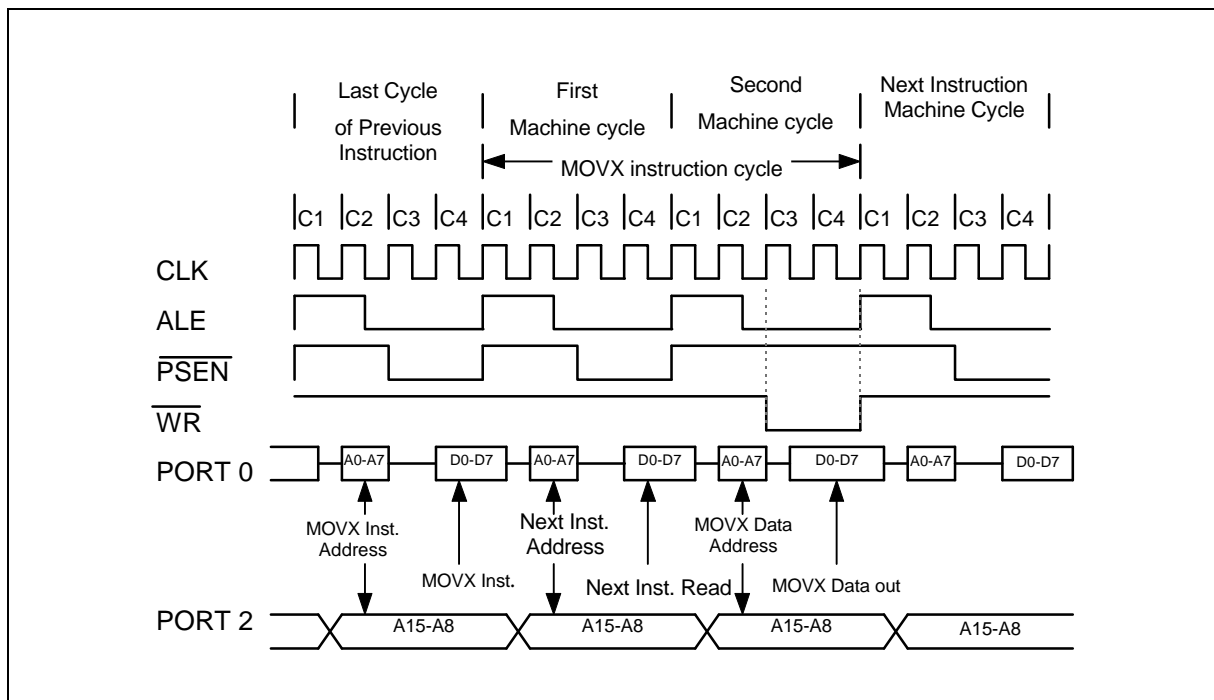 Last Cycle
of Previous
Instruction
First
Machine cycle
Second
Machine cycle
Next Instruction
Machine Cycle
MOVX instruction cycle
C1 C2 C3 C4 C1 C2 C3 C4 C1 C2 C3 C4 C1 C2 C3 C4
CLK
ALE
PSEN
WR
PORT 0
A0-A7 D0-D7 A0-A7 D0-D7 A0-A7 D0-D7 A0-A7 D0-D7
MOVX Inst.
Address
MOVX Inst.
Next Inst.
Address
Next Inst. Read
MOVX Data
Address
MOVX Data out
PORT 2
A15-A8 A15-A8 A15-A8 A15-A8